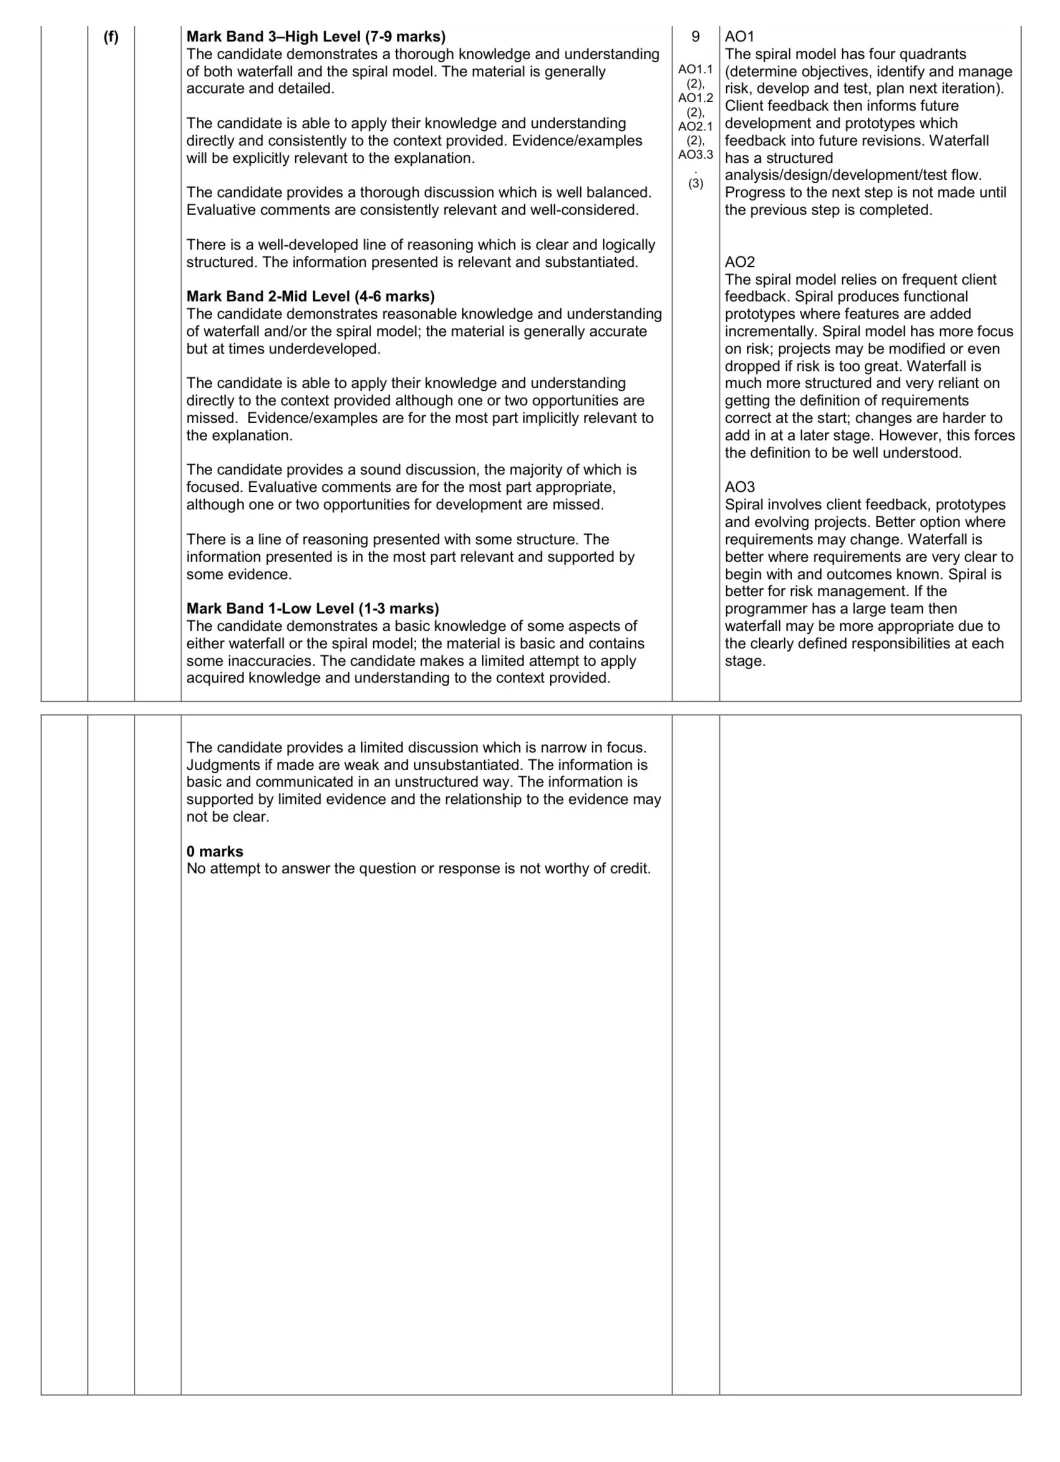 (f)
Mark Band 3–High Level (7-9 marks)
The candidate demonstrates a thorough knowledge and understanding
of both waterfall and the spiral model. The material is generally
accurate and detailed.
The candidate is able to apply their knowledge and understanding
directly and consistently to the context provided. Evidence/examples
will be explicitly relevant to the explanation.
The candidate provides a thorough discussion which is well balanced.
Evaluative comments are consistently relevant and well-considered.
There is a well-developed line of reasoning which is clear and logically
structured. The information presented is relevant and substantiated.
Mark Band 2-Mid Level (4-6 marks)
The candidate demonstrates reasonable knowledge and understanding
of waterfall and/or the spiral model; the material is generally accurate
but at times underdeveloped.
The candidate is able to apply their knowledge and understanding
directly to the context provided although one or two opportunities are
missed.  Evidence/examples are for the most part implicitly relevant to
the explanation.
The candidate provides a sound discussion, the majority of which is
focused. Evaluative comments are for the most part appropriate,
although one or two opportunities for development are missed.
There is a line of reasoning presented with some structure. The
information presented is in the most part relevant and supported by
some evidence.
Mark Band 1-Low Level (1-3 marks)
The candidate demonstrates a basic knowledge of some aspects of
either waterfall or the spiral model; the material is basic and contains
some inaccuracies. The candidate makes a limited attempt to apply
acquired knowledge and understanding to the context provided.
9
AO1.1
(2),
AO1.2
(2),
AO2.1
(2),
AO3.3
.
(3)
AO1
The spiral model has four quadrants
(determine objectives, identify and manage
risk, develop and test, plan next iteration).
Client feedback then informs future
development and prototypes which
feedback into future revisions. Waterfall
has a structured
analysis/design/development/test flow.
Progress to the next step is not made until
the previous step is completed.
AO2
The spiral model relies on frequent client
feedback. Spiral produces functional
prototypes where features are added
incrementally. Spiral model has more focus
on risk; projects may be modified or even
dropped if risk is too great. Waterfall is
much more structured and very reliant on
getting the definition of requirements
correct at the start; changes are harder to
add in at a later stage. However, this forces
the definition to be well understood.
AO3
Spiral involves client feedback, prototypes
and evolving projects. Better option where
requirements may change. Waterfall is
better where requirements are very clear to
begin with and outcomes known. Spiral is
better for risk management. If the
programmer has a large team then
waterfall may be more appropriate due to
the clearly defined responsibilities at each
stage.
The candidate provides a limited discussion which is narrow in focus.
Judgments if made are weak and unsubstantiated. The information is
basic and communicated in an unstructured way. The information is
supported by limited evidence and the relationship to the evidence may
not be clear.
0 marks
No attempt to answer the question or response is not worthy of credit.